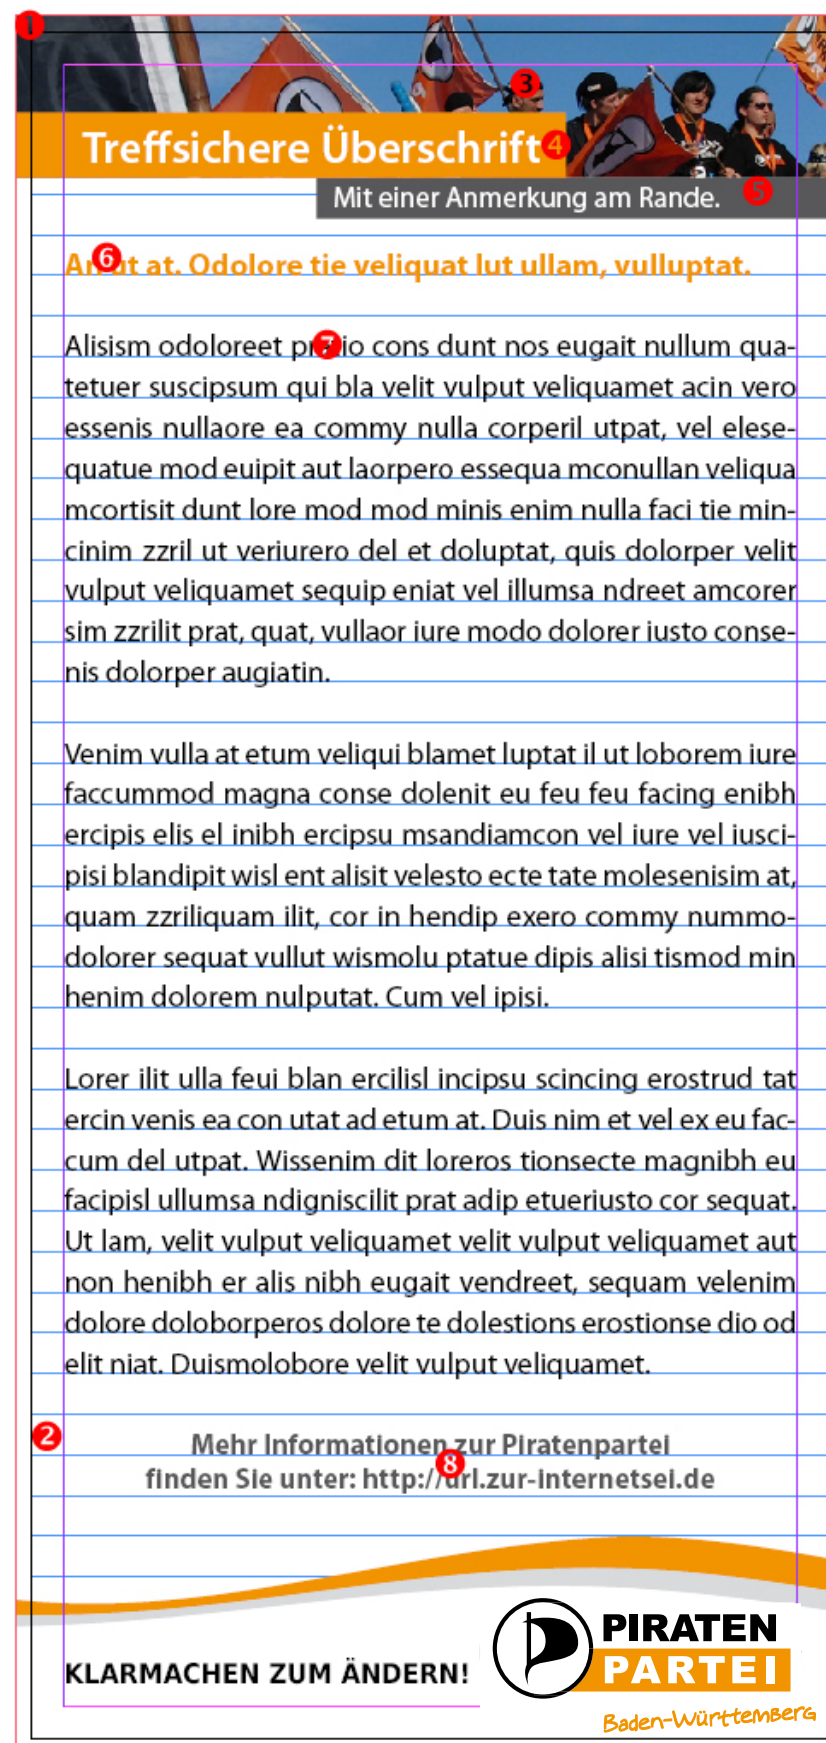 1
3
Treffsichere Überschrift 4
Mit einer Anmerkung am Rande. 5
6 ut at. Odolore tie veliquat lut ullam, vulluptat.
Alisism odoloreet 7 cons dunt nos eugait nullum qua-
tetuer suscipsum qui bla velit vulput veliquamet acin vero
essenis nullaore ea commy nulla corperil utpat, vel elese-
quatue mod euipit aut laorpero essequa mconullan veliqua
mcortisit dunt lore mod mod minis enim nulla faci tie min-
cinim zzril ut veriurero del et doluptat, quis dolorper velit
vulput veliquamet sequip eniat vel illumsa ndreet amcorer
sim zzrilit prat, quat, vullaor iure modo dolorer iusto conse-
nis dolorper augiatin.
Venim vulla at etum veliqui blamet luptat il ut loborem iure
faccummod magna conse dolenit eu feu feu facing enibh
ercipis elis el inibh ercipsu msandiamcon vel iure vel iusci-
pisi blandipit wisl ent alisit velesto ecte tate molesenisim at,
quam zzriliquam ilit, cor in hendip exero commy nummo-
dolorer sequat vullut wismolu ptatue dipis alisi tismod min
henim dolorem nulputat. Cum vel ipisi.
Lorer ilit ulla feui blan ercilisl incipsu scincing erostrud tat
ercin venis ea con utat ad etum at. Duis nim et vel ex eu fac-
cum del utpat. Wissenim dit loreros tionsecte magnibh eu
facipisl ullumsa ndigniscilit prat adip etueriusto cor sequat.
Ut lam, velit vulput veliquamet velit vulput veliquamet aut
non henibh er alis nibh eugait vendreet, sequam velenim
dolore doloborperos dolore te dolestions erostionse dio od
elit niat. Duismolobore velit vulput veliquamet.
2
Mehr Informationen zur Piratenpartei
8
finden Sie unter: http://url.zur-internetsei.de
PIRATEN
PARTEI
KLARMACHEN ZUM ÄNDERN!
Baden-Württemberg